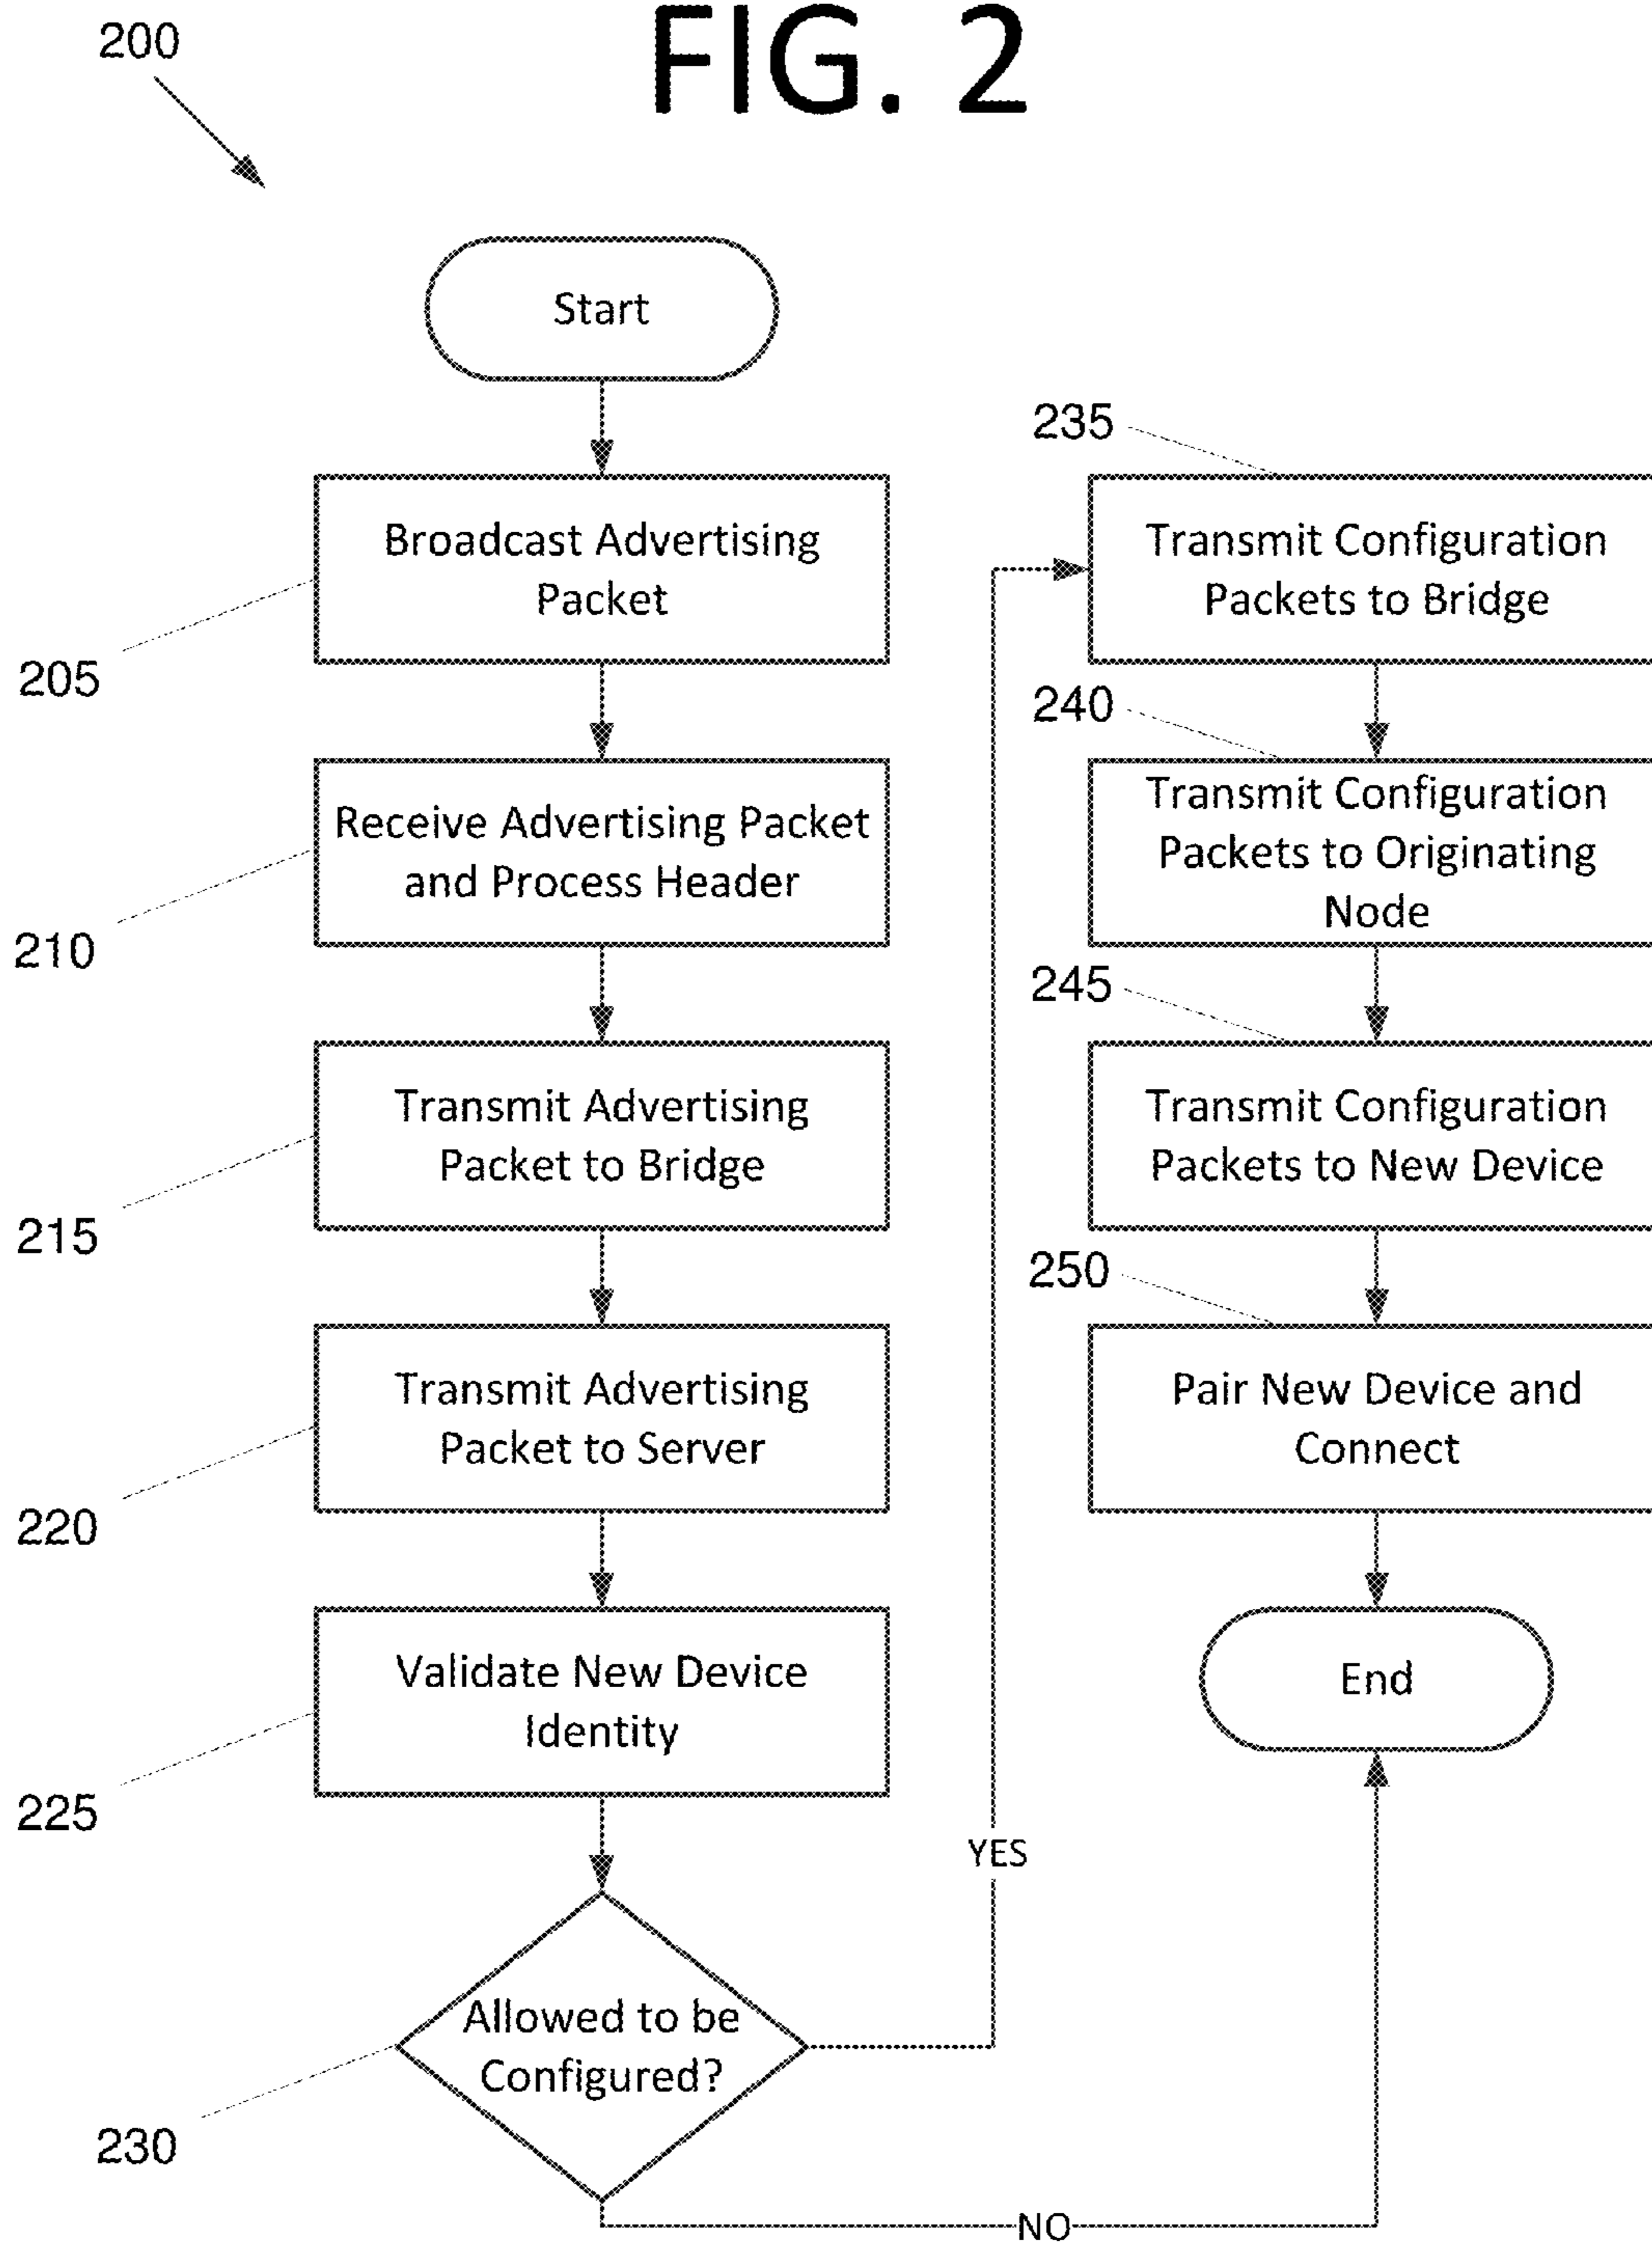 FIG. 2
200
Start
Broadcast Advertising
Packet
205
Receive Advertising Packet
and Process Header
210
Transmit Advertising
Packet to Bridge
215
Transmit Advertising
Packet to Server
220
Validate New Device
Identity
225
Allowed to be
Configured?
230
YES
NO
235
Transmit Configuration
Packets to Bridge
240
Transmit Configuration
Packets to Originating
Node
245
Transmit Configuration
Packets to New Device
250
Pair New Device and
Connect
End